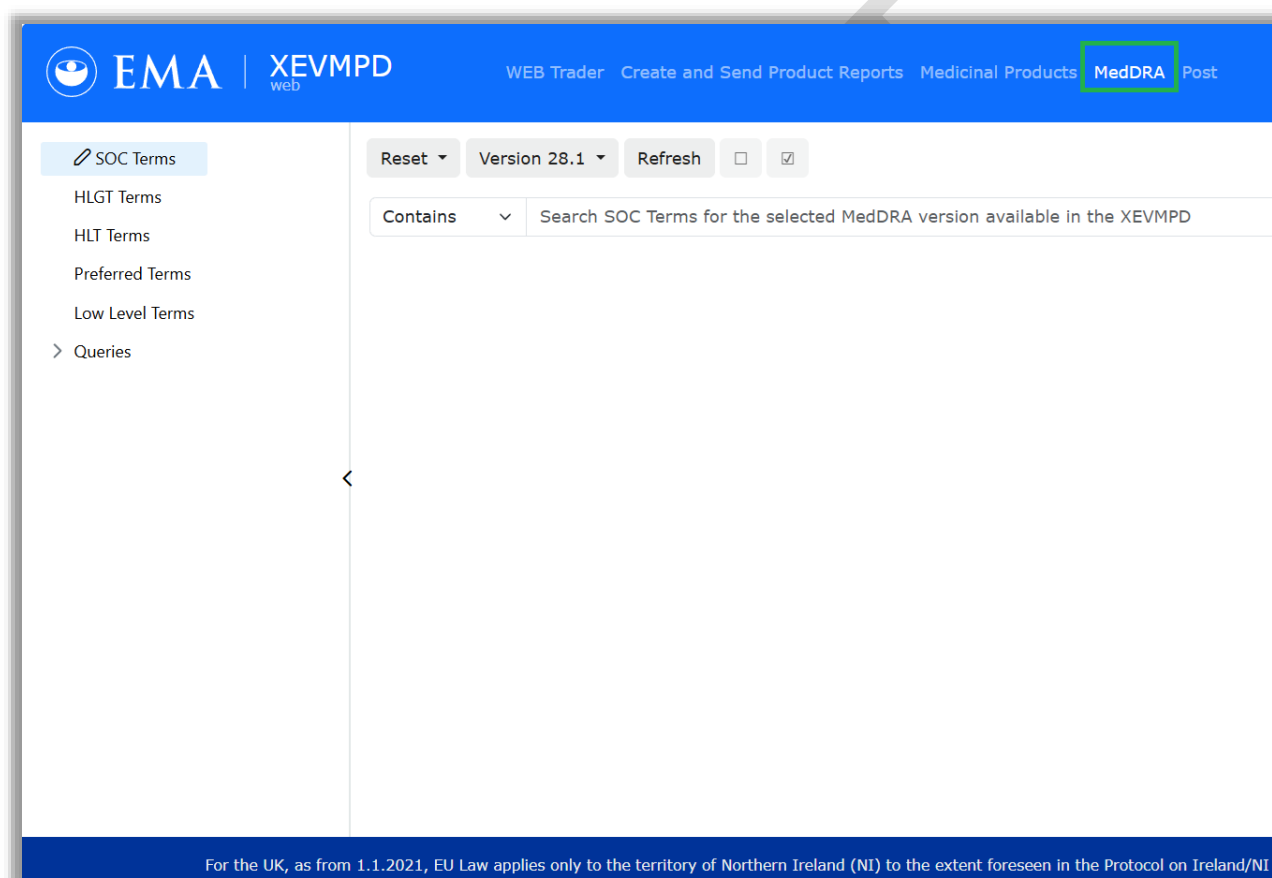 EMA
XEVMPD
web
WEB Trader Create and Send Product Reports Medicinal Products MedDRA Post
SOC Terms
HLGT Terms
HLT Terms
Preferred Terms
Low Level Terms
Queries
Reset Version 28.1 Refresh
Contains Search SOC Terms for the selected MedDRA version available in the XEVMPD
For the UK, as from 1.1.2021, EU Law applies only to the territory of Northern Ireland (NI) to the extent foreseen in the Protocol on Ireland/NI